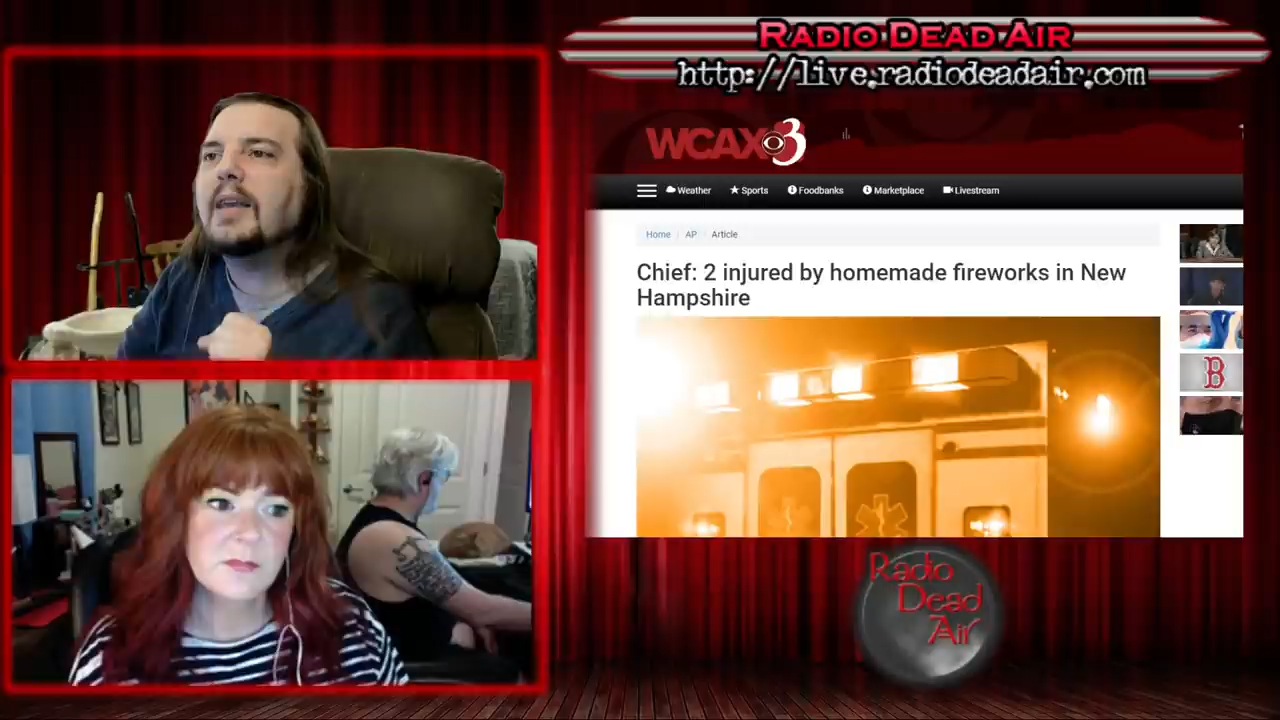 Radio Dead Air
http://live.radiodeadair.com
WCAX 3
Weather Sports Foodbanks Marketplace Livestream
Home / AP / Article
Chief: 2 injured by homemade fireworks in New
Hampshire
B
Radio
Dead
Air